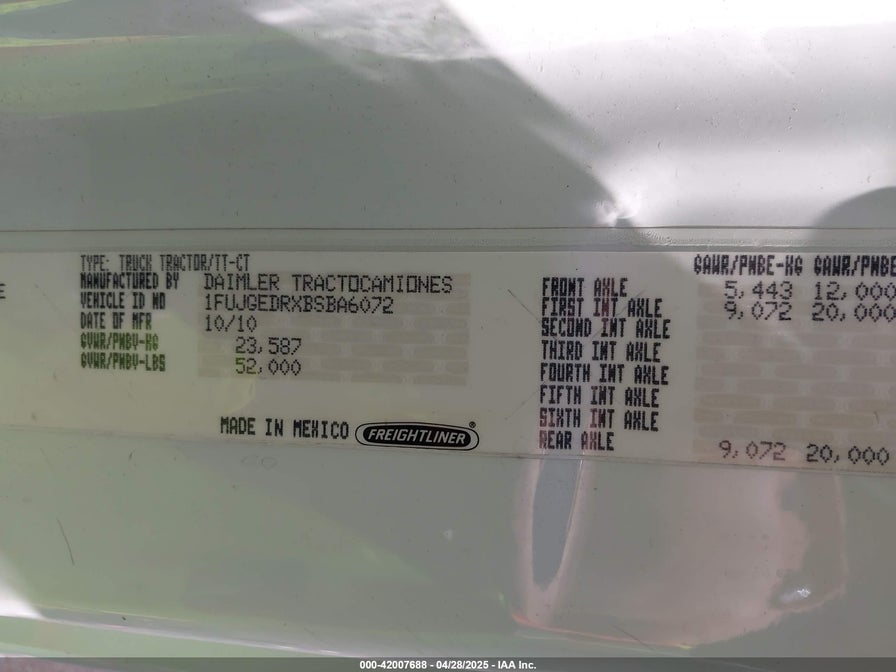 E
TYPE: TRUCK TRACTOR/TT-CT
MANUFACTURED BY DAIMLER TRACTOCAMIONES
VEHICLE ID NO 1FUJGEDRXBSBA6072
DATE OF MFR 10/10
GVWR/PNBV-KG 23,587
GVWR/PNBV-LBS 52,000
MADE IN MEXICO FREIGHTLINER ®
GAWR/PNBE-KG GAWR/PNBE
FRONT AXLE 5,443 12,000
FIRST INT AXLE 9,072 20,000
SECOND INT AXLE
THIRD INT AXLE
FOURTH INT AXLE
FIFTH INT AXLE
SIXTH INT AXLE
REAR AXLE 9,072 20,000
000-42007688 - 04/28/2025 - IAA Inc.